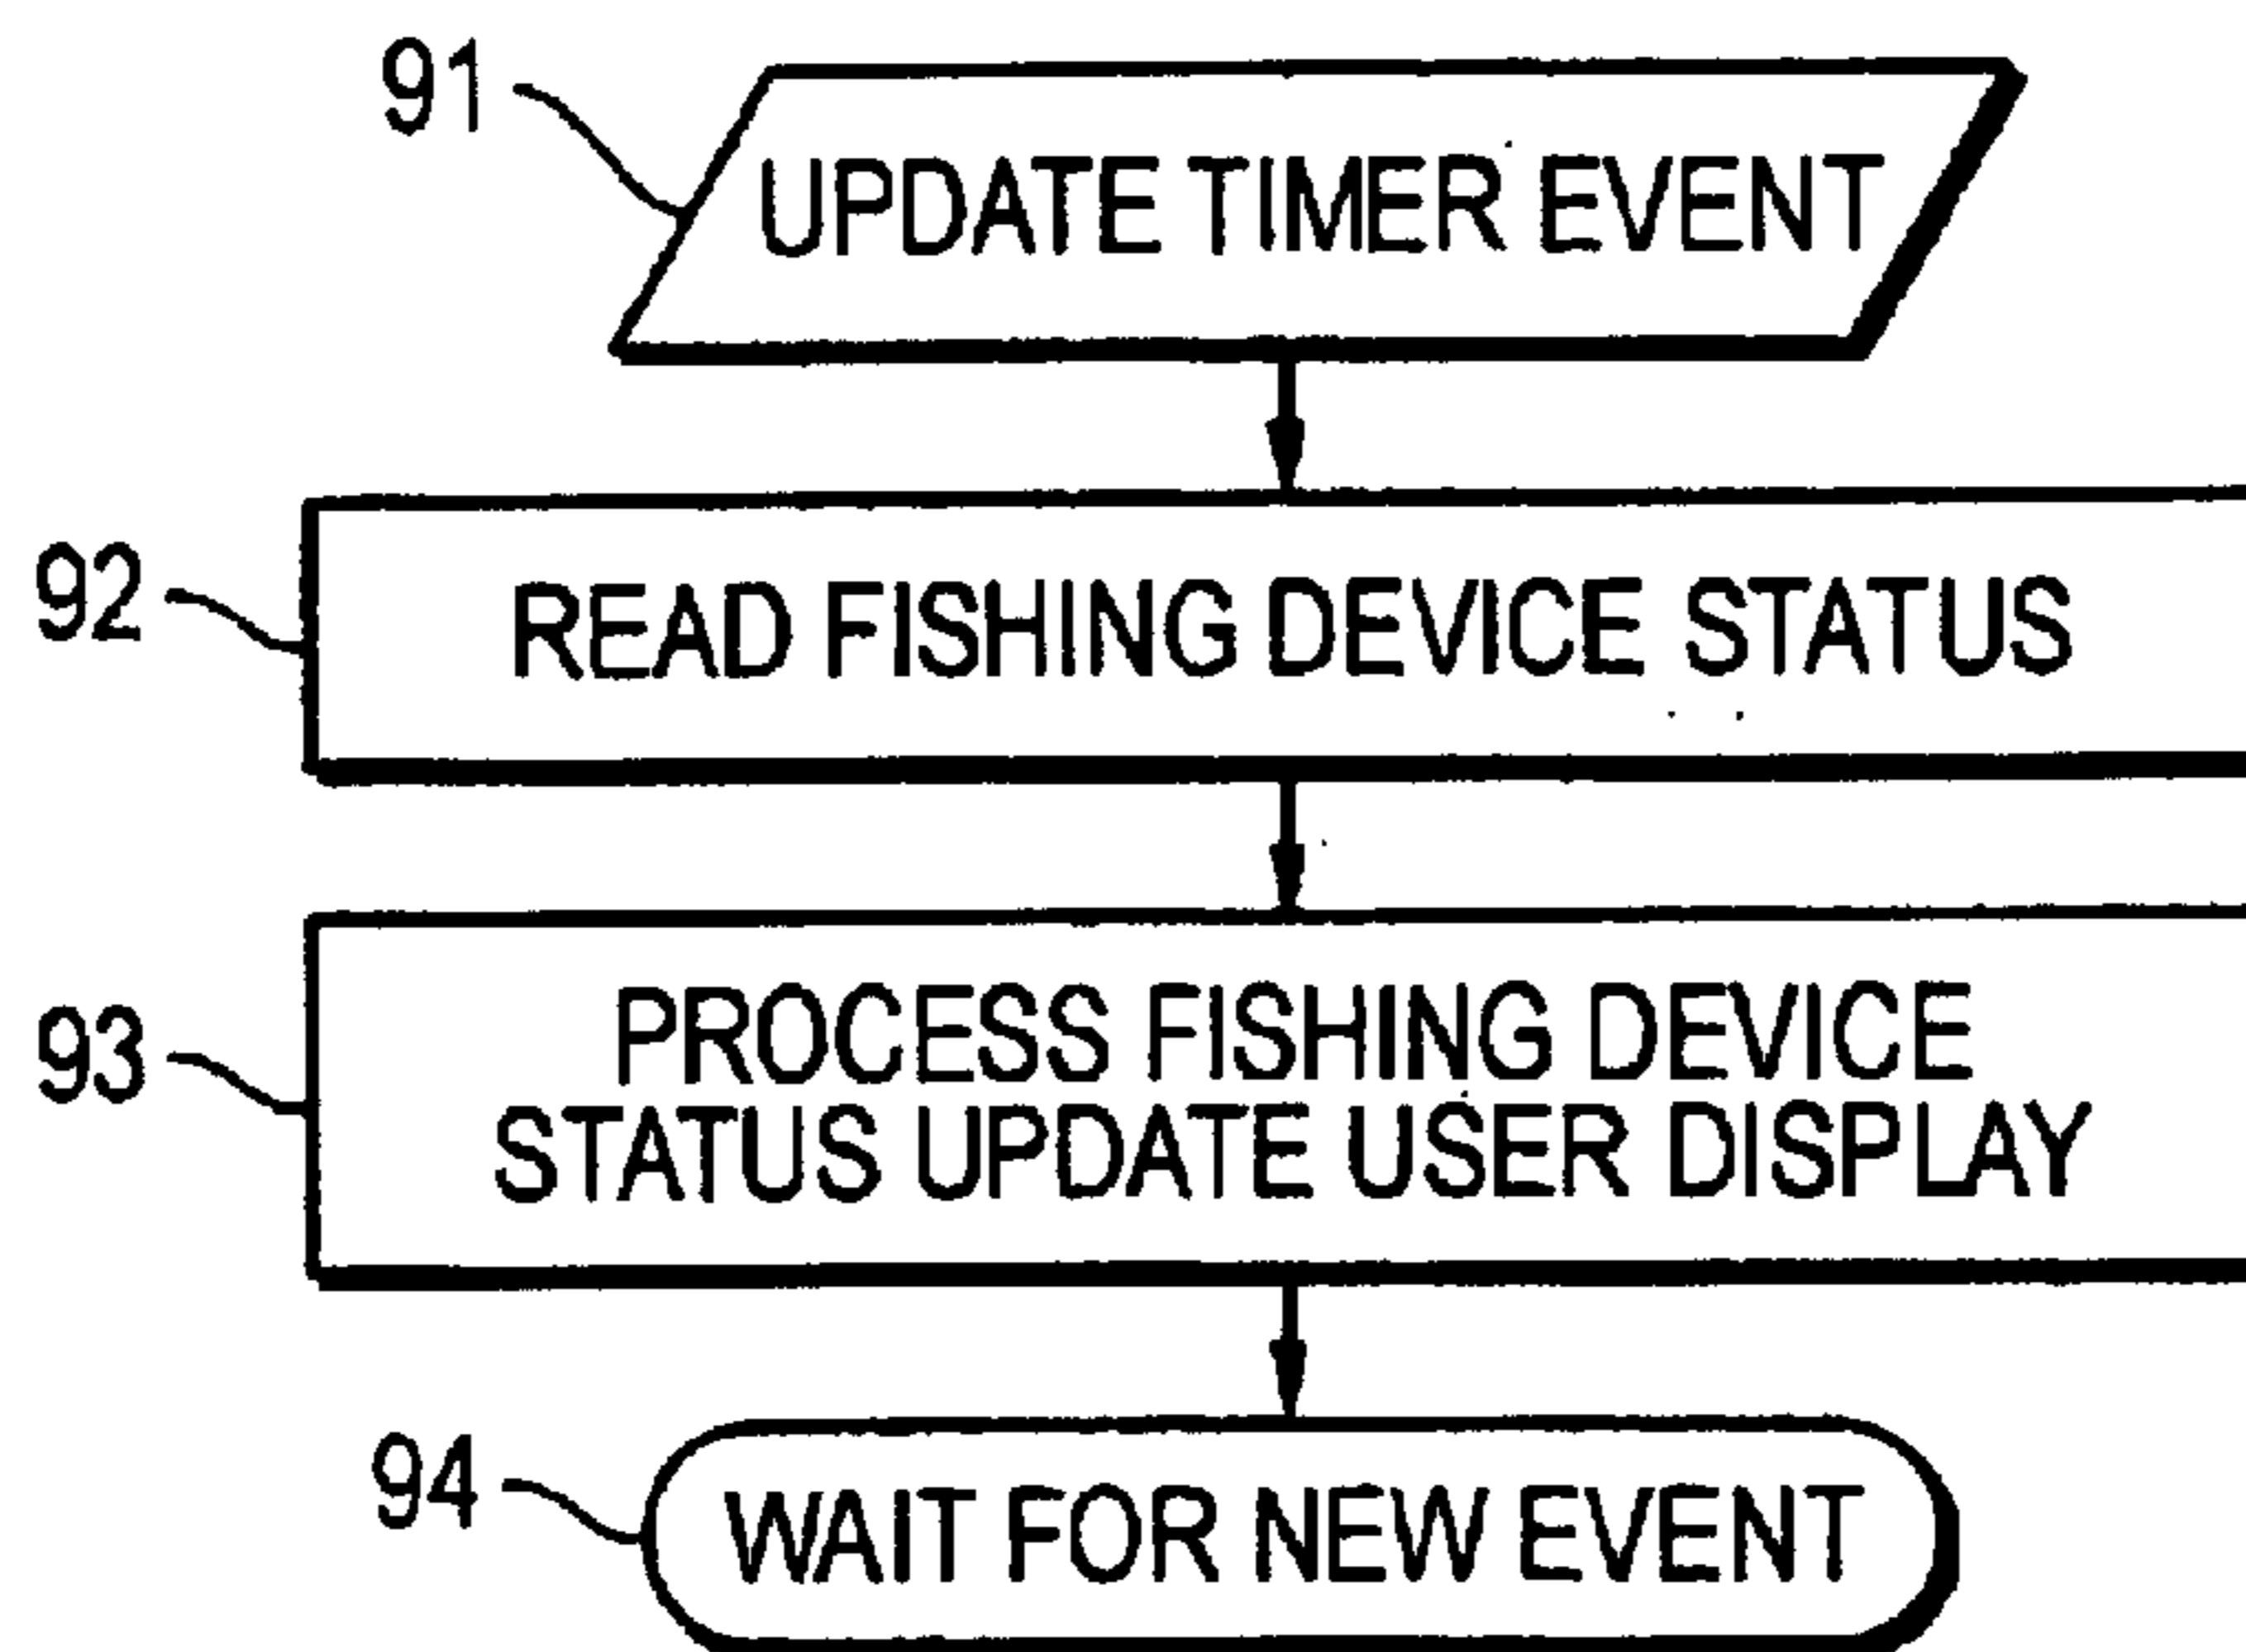 91
UPDATE TIMER EVENT
92
READ FISHING DEVICE STATUS
93
PROCESS FISHING DEVICE
STATUS UPDATE USER DISPLAY
94
WAIT FOR NEW EVENT